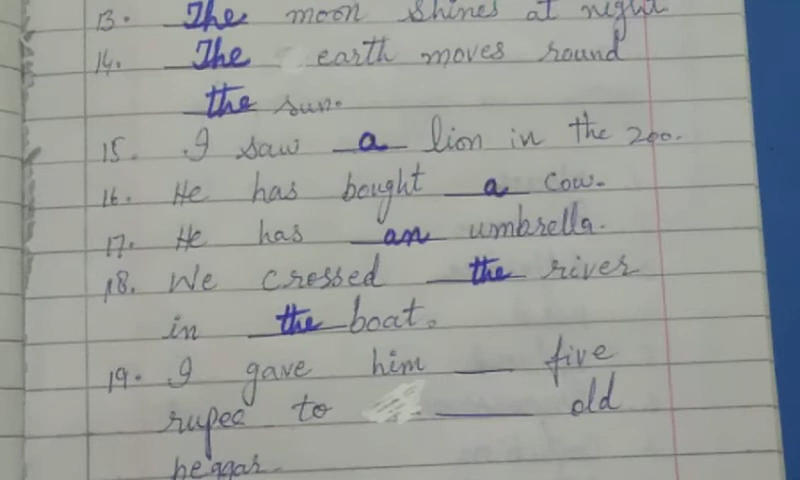 13. The moon shines at night
14. The earth moves round
the sun.
15. I saw a lion in the zoo.
16. He has bought a cow.
17. He has an umbrella.
18. We crossed the river
in the boat.
19. I gave him ___ five
rupee to ___ old
beggar.